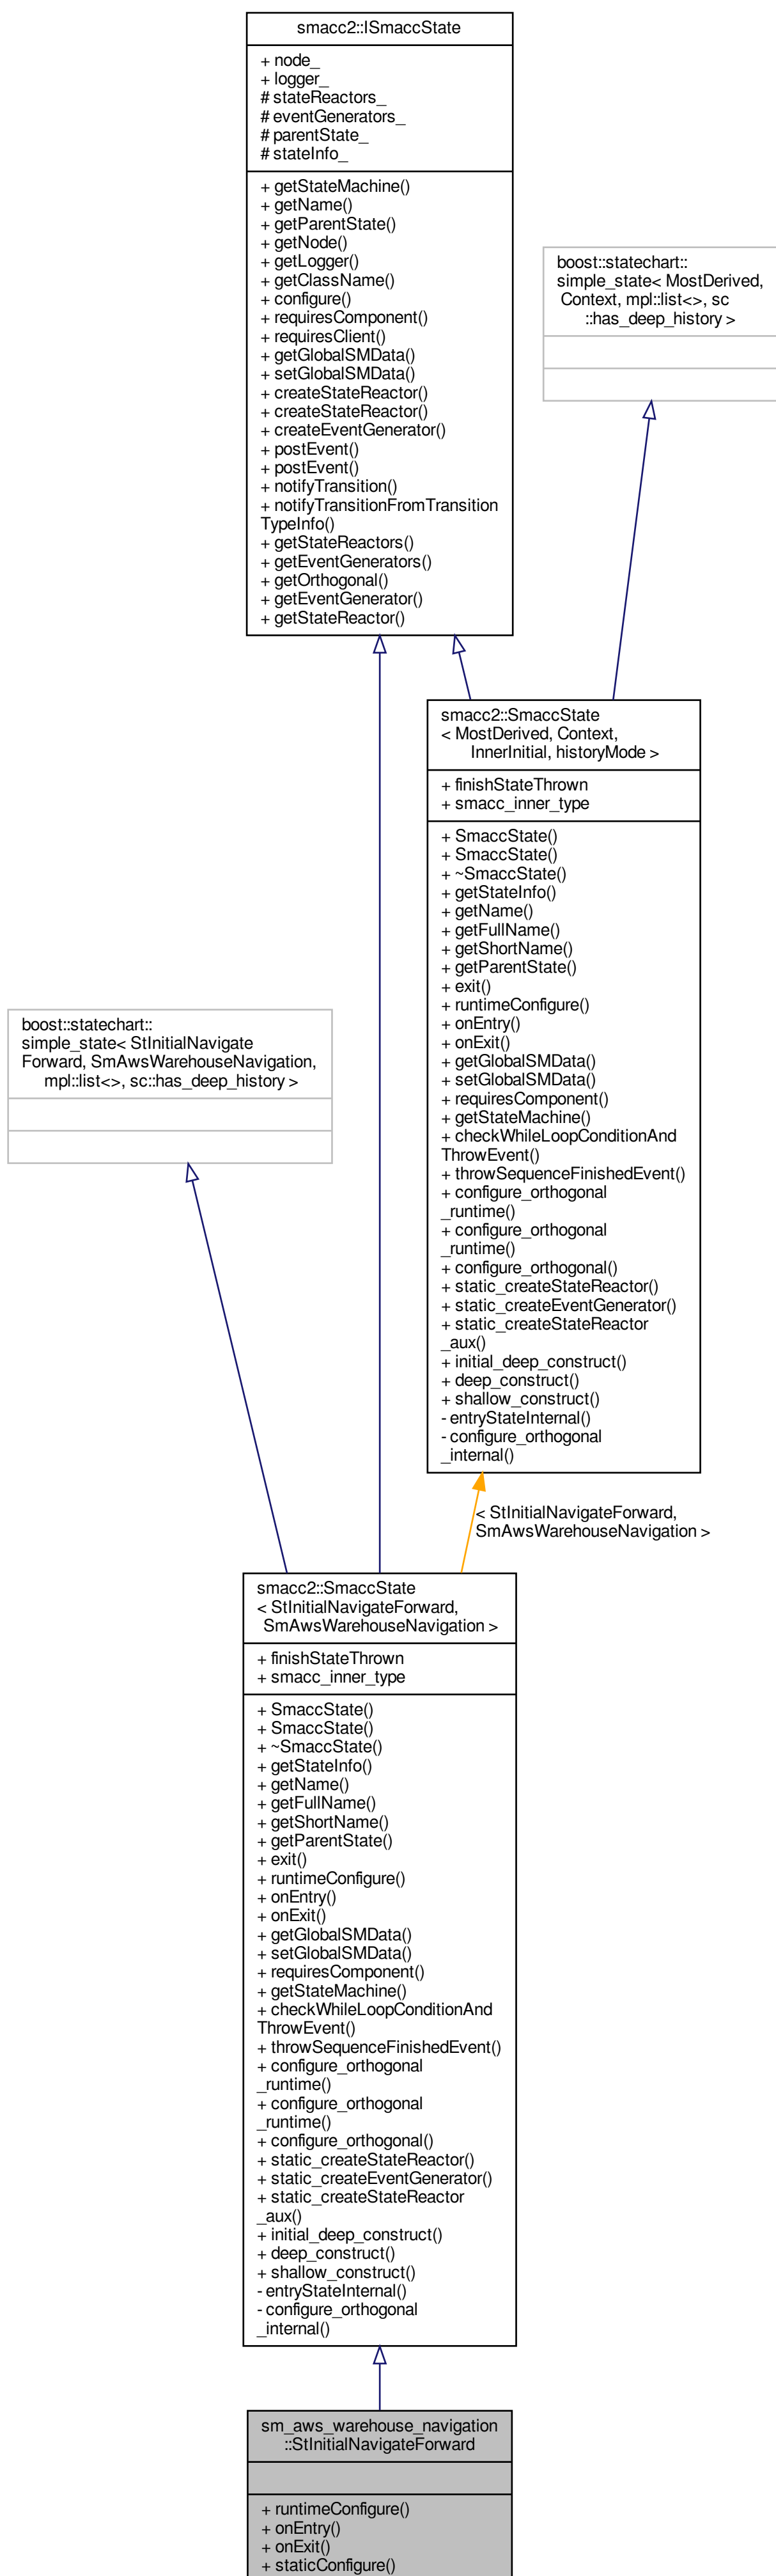 smacc2::ISmaccState
+ node_
+ logger_
# stateReactors_
# eventGenerators_
# parentState_
# stateInfo_
+ getStateMachine()
+ getName()
+ getParentState()
+ getNode()
+ getLogger()
+ getClassName()
+ configure()
+ requiresComponent()
+ requiresClient()
+ getGlobalSMData()
+ setGlobalSMData()
+ createStateReactor()
+ createStateReactor()
+ createEventGenerator()
+ postEvent()
+ postEvent()
+ notifyTransition()
+ notifyTransitionFromTransition
TypeInfo()
+ getStateReactors()
+ getEventGenerators()
+ getOrthogonal()
+ getEventGenerator()
+ getStateReactor()
boost::statechart::
simple_state< MostDerived,
Context, mpl::list<>, sc
::has_deep_history >
smacc2::SmaccState
< MostDerived, Context,
InnerInitial, historyMode >
+ finishStateThrown
+ smacc_inner_type
+ SmaccState()
+ SmaccState()
+ ~SmaccState()
+ getStateInfo()
+ getName()
+ getFullName()
+ getShortName()
+ getParentState()
+ exit()
+ runtimeConfigure()
+ onEntry()
+ onExit()
+ getGlobalSMData()
+ setGlobalSMData()
+ requiresComponent()
+ getStateMachine()
+ checkWhileLoopConditionAnd
ThrowEvent()
+ throwSequenceFinishedEvent()
+ configure_orthogonal
_runtime()
+ configure_orthogonal
_runtime()
+ configure_orthogonal()
+ static_createStateReactor()
+ static_createEventGenerator()
+ static_createStateReactor
_aux()
+ initial_deep_construct()
+ deep_construct()
+ shallow_construct()
- entryStateInternal()
- configure_orthogonal
_internal()
boost::statechart::
simple_state< StInitialNavigate
Forward, SmAwsWarehouseNavigation,
mpl::list<>, sc::has_deep_history >
< StInitialNavigateForward,
SmAwsWarehouseNavigation >
smacc2::SmaccState
< StInitialNavigateForward,
SmAwsWarehouseNavigation >
+ finishStateThrown
+ smacc_inner_type
+ SmaccState()
+ SmaccState()
+ ~SmaccState()
+ getStateInfo()
+ getName()
+ getFullName()
+ getShortName()
+ getParentState()
+ exit()
+ runtimeConfigure()
+ onEntry()
+ onExit()
+ getGlobalSMData()
+ setGlobalSMData()
+ requiresComponent()
+ getStateMachine()
+ checkWhileLoopConditionAnd
ThrowEvent()
+ throwSequenceFinishedEvent()
+ configure_orthogonal
_runtime()
+ configure_orthogonal
_runtime()
+ configure_orthogonal()
+ static_createStateReactor()
+ static_createEventGenerator()
+ static_createStateReactor
_aux()
+ initial_deep_construct()
+ deep_construct()
+ shallow_construct()
- entryStateInternal()
- configure_orthogonal
_internal()
sm_aws_warehouse_navigation
::StInitialNavigateForward
+ runtimeConfigure()
+ onEntry()
+ onExit()
+ staticConfigure()